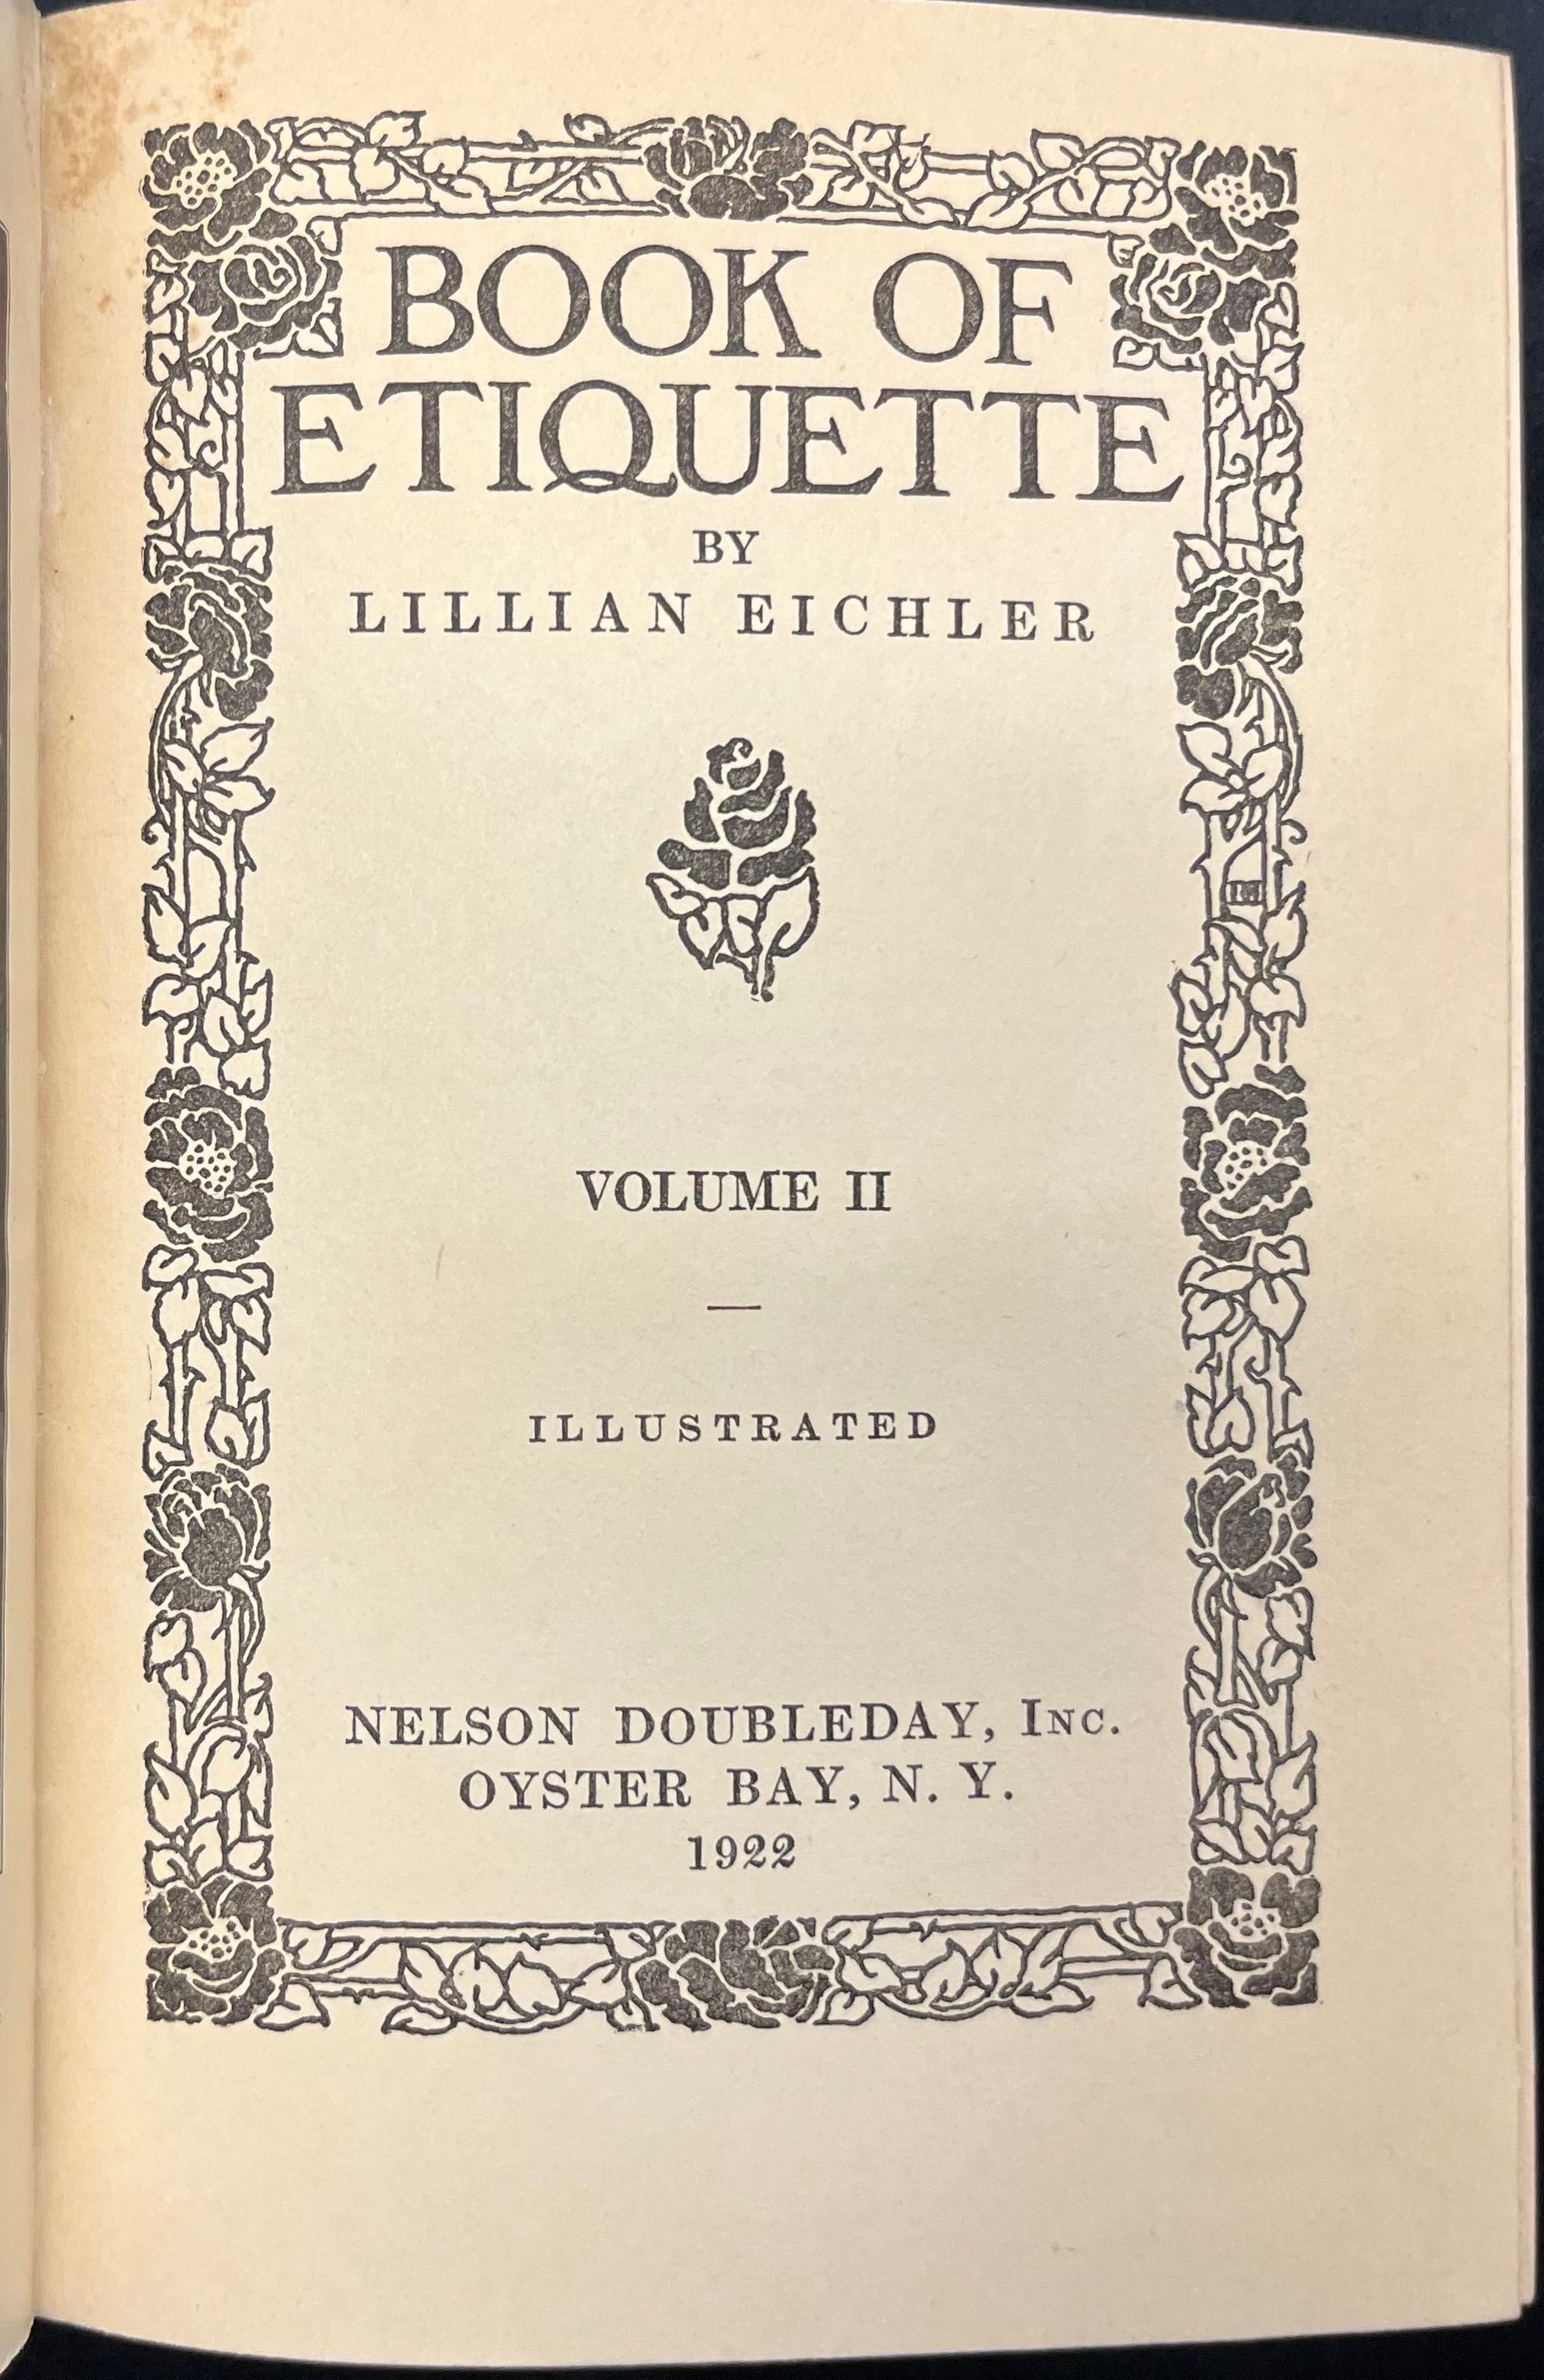 BOOK OF
ETIQUETTE
BY
LILLIAN EICHLER
VOLUME II
ILLUSTRATED
NELSON DOUBLEDAY, INC.
OYSTER BAY, N. Y.
1922